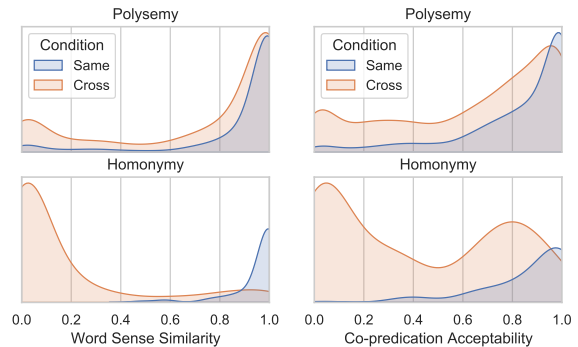 Polysemy
Condition
Same
Cross
Polysemy
Condition
Same
Cross
Homonymy
Homonymy
0.0 0.2 0.4 0.6 0.8 1.0
Word Sense Similarity
0.0 0.2 0.4 0.6 0.8 1.0
Co-predication Acceptability